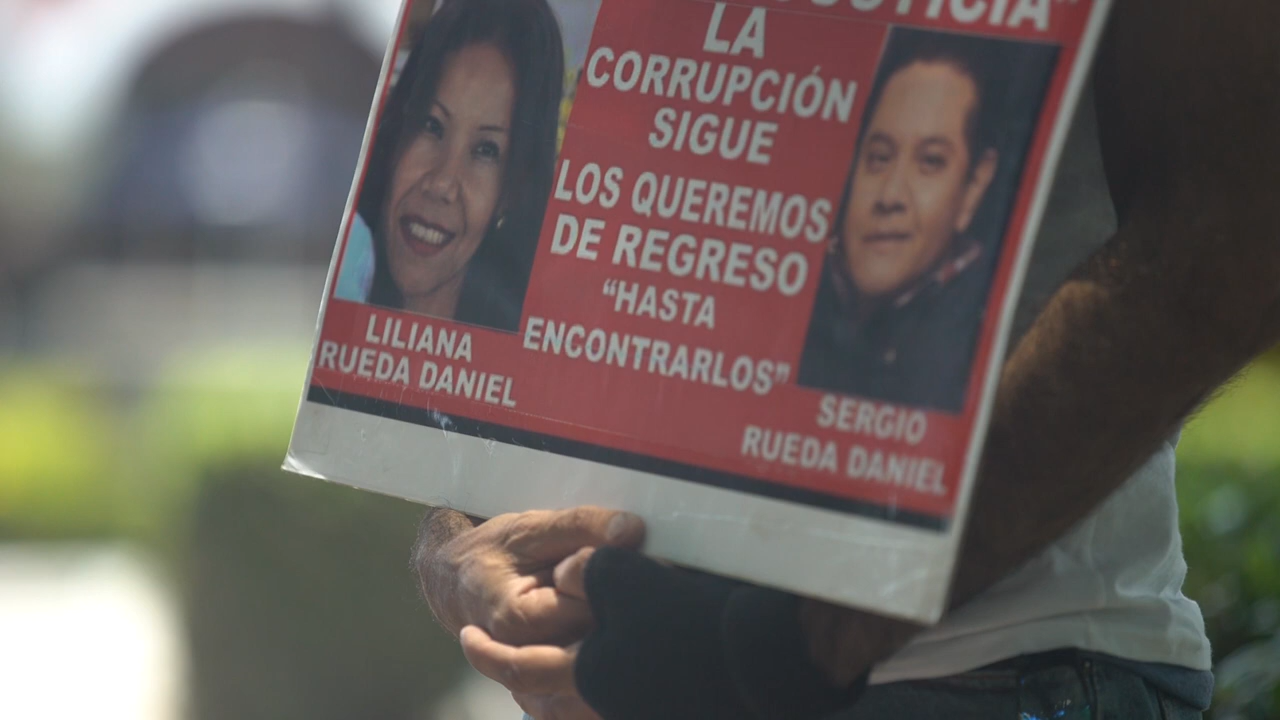 LA
CORRUPCIÓN
SIGUE
LOS QUEREMOS
DE REGRESO
“HASTA
ENCONTRARLOS”
LILIANA
RUEDA DANIEL
SERGIO
RUEDA DANIEL